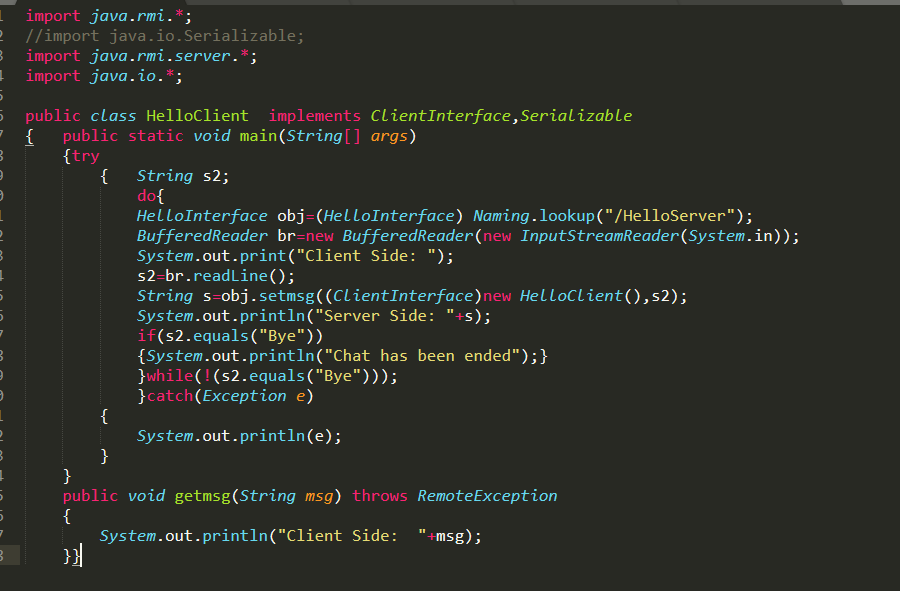 import java.rmi.*;
//import java.io.Serializable;
import java.rmi.server.*;
import java.io.*;
public class HelloClient  implements ClientInterface,Serializable
{   public static void main(String[] args)
    {try
        {   String s2;
            do{
            HelloInterface obj=(HelloInterface) Naming.lookup("/HelloServer");
            BufferedReader br=new BufferedReader(new InputStreamReader(System.in));
            System.out.print("Client Side: ");
            s2=br.readLine();
            String s=obj.setmsg((ClientInterface)new HelloClient(),s2);
            System.out.println("Server Side: "+s);
            if(s2.equals("Bye"))
            {System.out.println("Chat has been ended");}
            }while(!(s2.equals("Bye")));
            }catch(Exception e)
        {
            System.out.println(e);
        }
    }
    public void getmsg(String msg) throws RemoteException
    {
        System.out.println("Client Side:  "+msg);
    }}